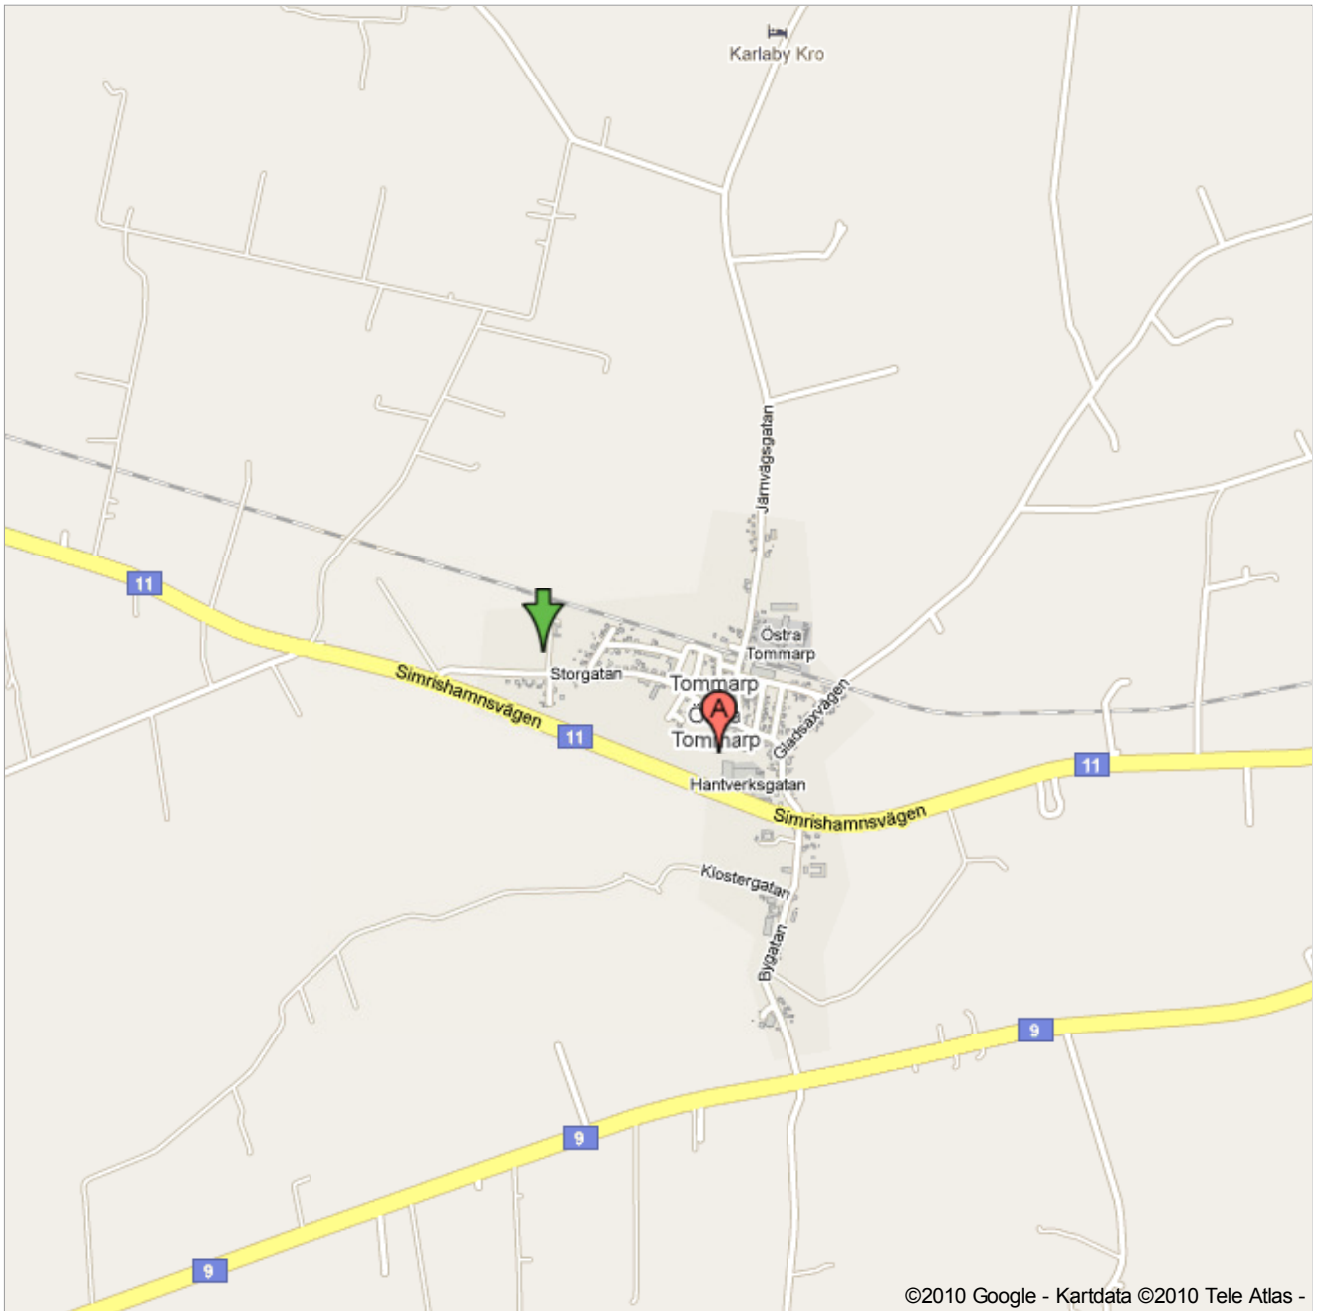 Karlaby Kro
Järnvägsgatan
11
Östra
Tommarp
Storgatan
Simrishamnsvägen
Tommarp
A
Tommarp
Gladsaxvägen
11
11
Hantverksgatan
Simrishamnsvägen
Klostergatan
Bygatan
9
9
9
©2010 Google - Kartdata ©2010 Tele Atlas -